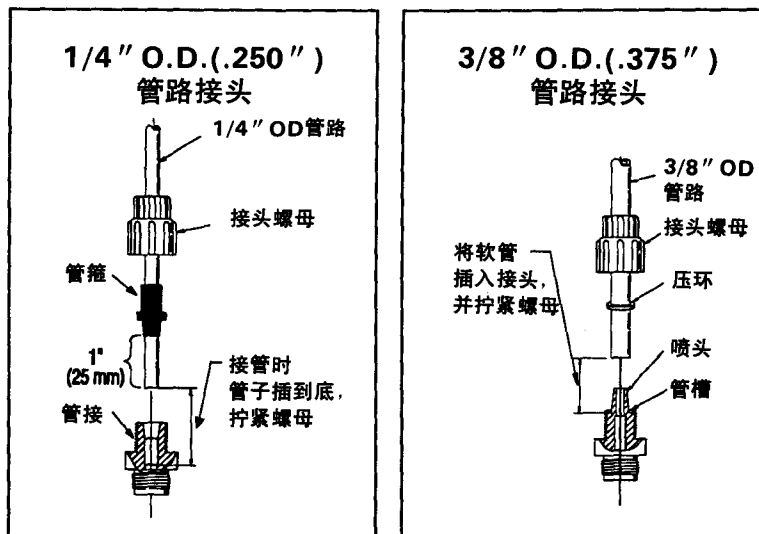 1/4″ O.D.(.250″)
管路接头
1/4″ OD管路
接头螺母
管箍
1"
(25 mm)
接管时
管子插到底，
拧紧螺母
管接
3/8″ O.D.(.375″)
管路接头
3/8″ OD
管路
接头螺母
将软管
插入接头，
并拧紧螺母
压环
喷头
管槽